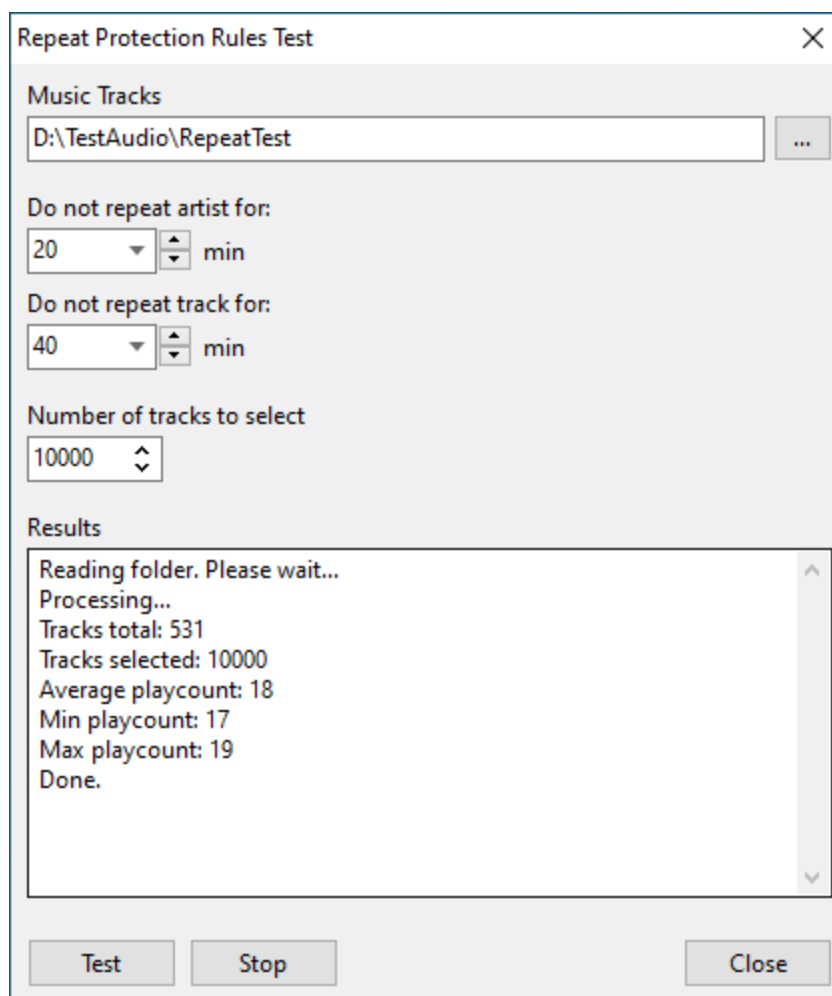 Repeat Protection Rules Test
Music Tracks
D:\TestAudio\RepeatTest
...
Do not repeat artist for:
20 min
Do not repeat track for:
40 min
Number of tracks to select
10000
Results
Reading folder. Please wait...
Processing...
Tracks total: 531
Tracks selected: 10000
Average playcount: 18
Min playcount: 17
Max playcount: 19
Done.
Test Stop Close